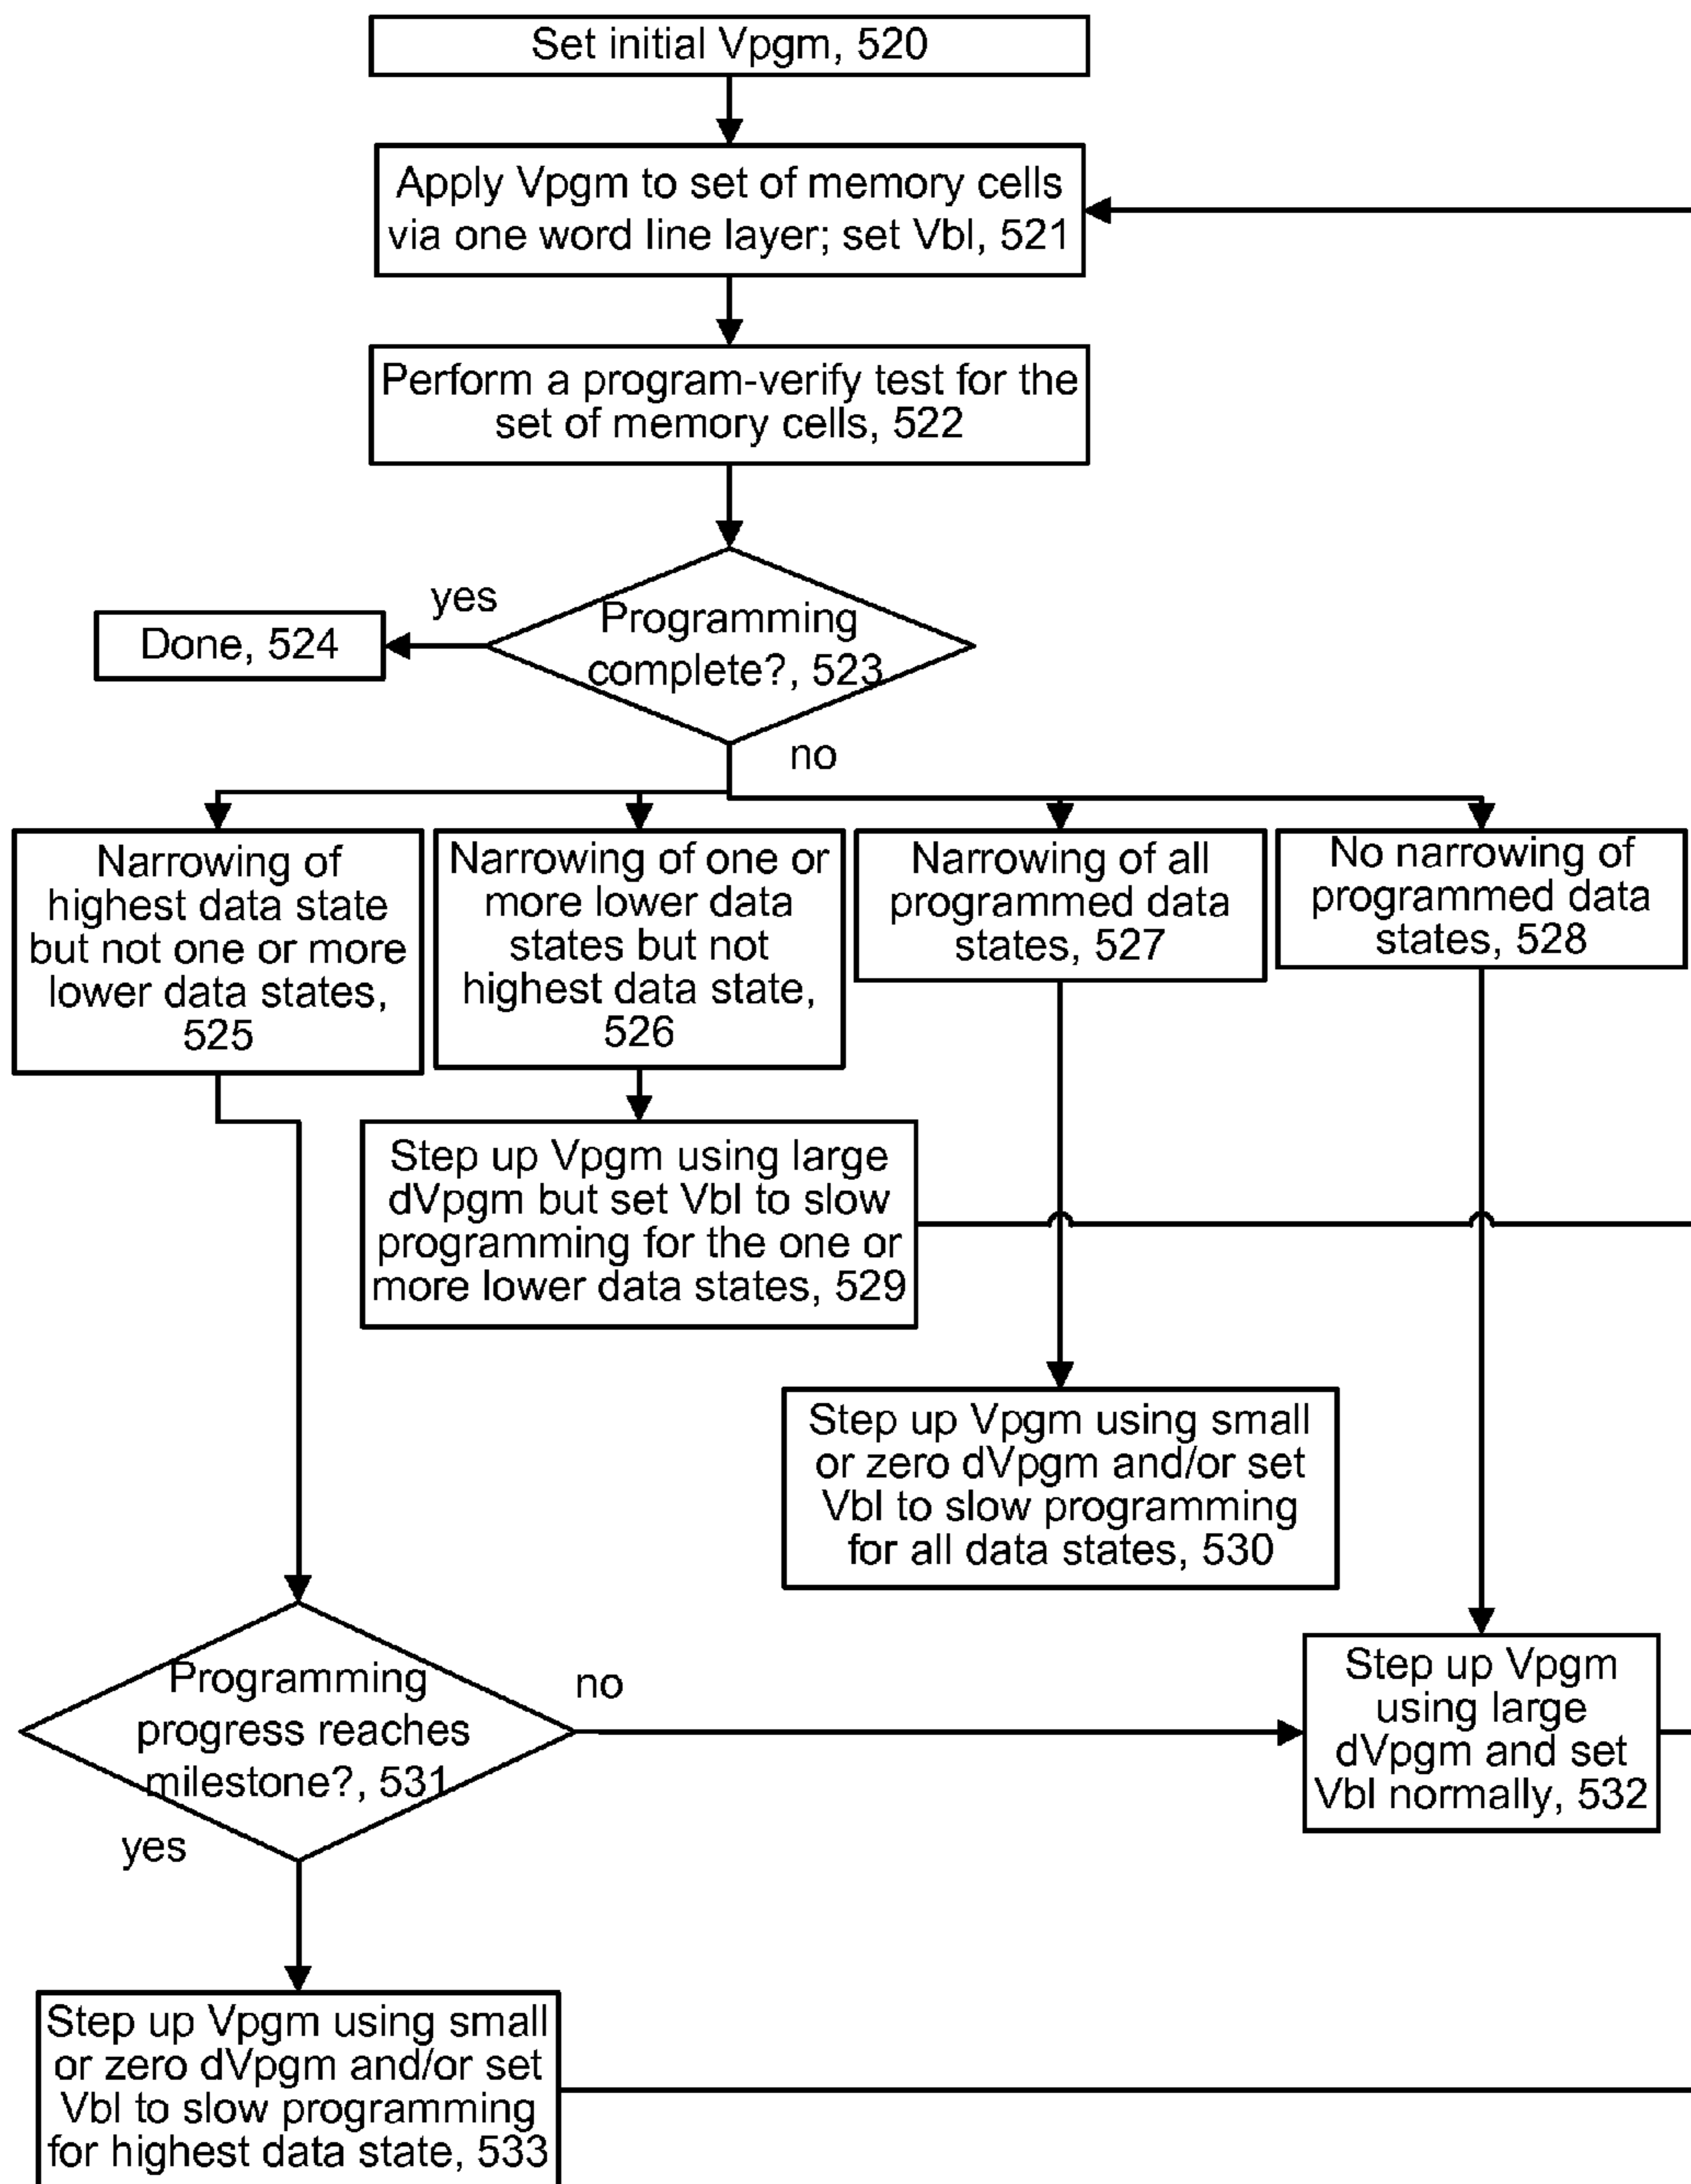 Set initial Vpgm, 520
Apply Vpgm to set of memory cells
via one word line layer; set Vbl, 521
Perform a program-verify test for the
set of memory cells, 522
yes
Programming
complete?, 523
Done, 524
no
Narrowing of
highest data state
but not one or more
lower data states,
525
Narrowing of one or
more lower data
states but not
highest data state,
526
Narrowing of all
programmed data
states, 527
No narrowing of
programmed data
states, 528
Step up Vpgm using large
dVpgm but set Vbl to slow
programming for the one or
more lower data states, 529
Step up Vpgm using small
or zero dVpgm and/or set
Vbl to slow programming
for all data states, 530
Programming
progress reaches
milestone?, 531
no
yes
Step up Vpgm
using large
dVpgm and set
Vbl normally, 532
Step up Vpgm using small
or zero dVpgm and/or set
Vbl to slow programming
for highest data state, 533